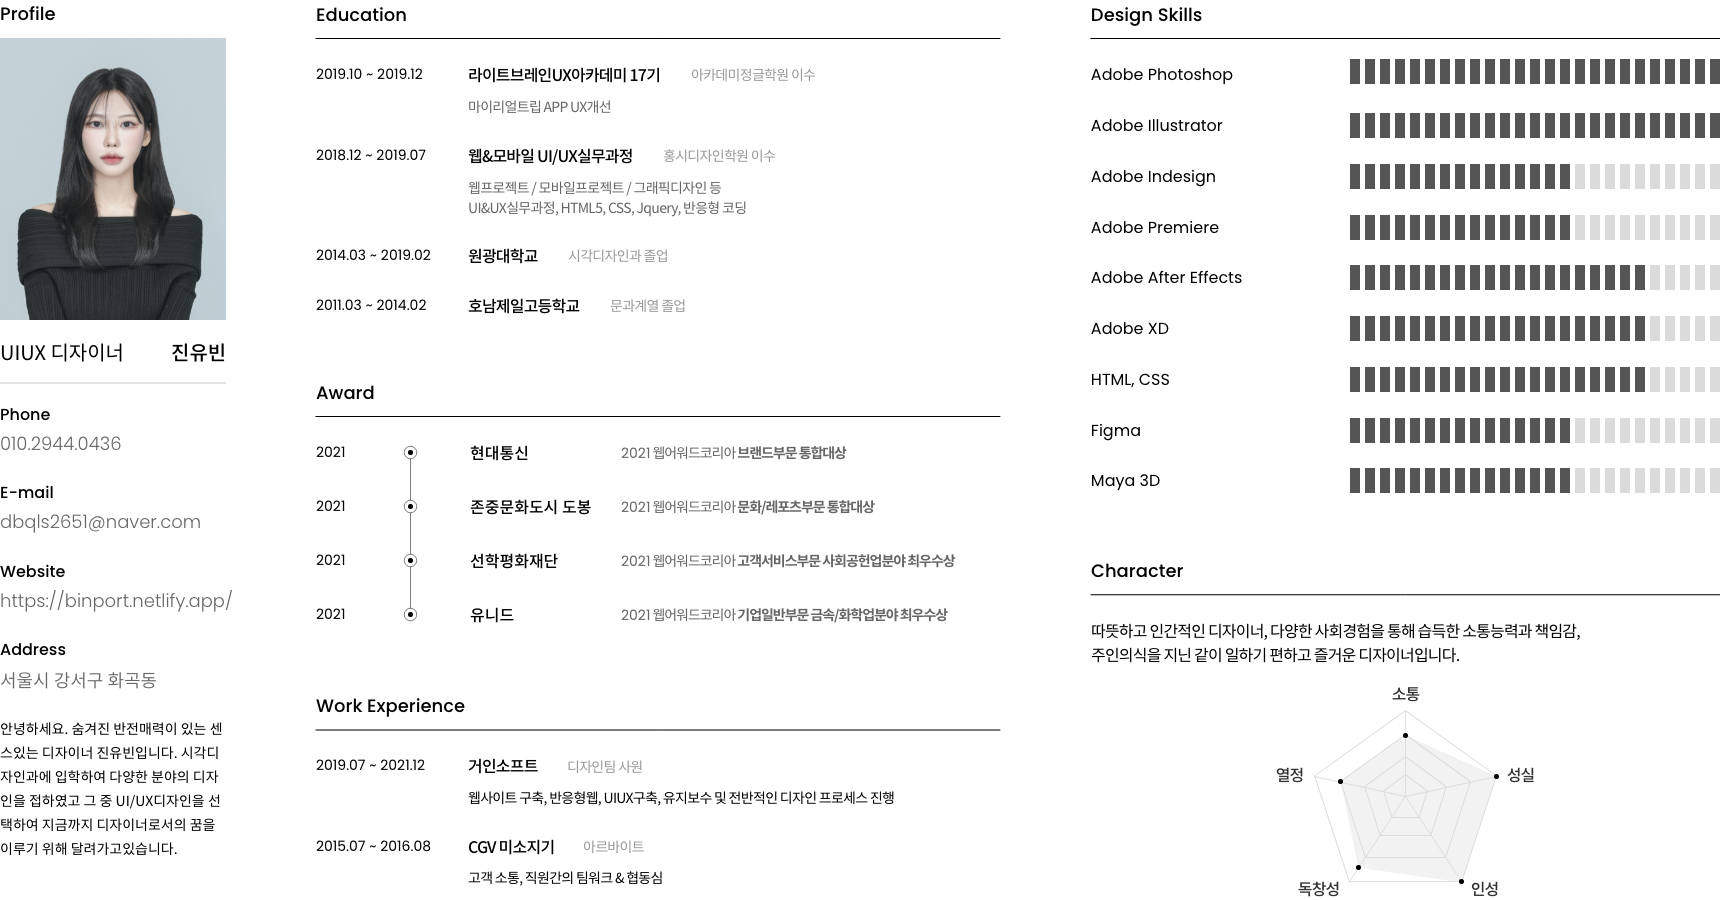 Profile
UIUX 디자이너 진유빈
Phone
010.2944.0436
E-mail
dbqls2651@naver.com
Website
https://binport.netlify.app/
Address
서울시 강서구 화곡동
안녕하세요. 숨겨진 반전매력이 있는 센
스있는 디자이너 진유빈입니다. 시각디
자인과에 입학하여 다양한 분야의 디자
인을 접하였고 그 중 UI/UX디자인을 선
택하여 지금까지 디자이너로서의 꿈을
이루기 위해 달려가고있습니다.
Education
2019.10 ~ 2019.12 라이트브레인UX아카데미 17기 아카데미정글학원 이수
마이리얼트립 APP UX개선
2018.12 ~ 2019.07 웹&모바일 UI/UX실무과정 홍시디자인학원 이수
웹프로젝트 / 모바일프로젝트 / 그래픽디자인 등
UI&UX실무과정, HTML5, CSS, Jquery, 반응형 코딩
2014.03 ~ 2019.02 원광대학교 시각디자인과 졸업
2011.03 ~ 2014.02 호남제일고등학교 문과계열 졸업
Award
2021 현대통신 2021 웹어워드코리아 브랜드부문 통합대상
2021 존중문화도시 도봉 2021 웹어워드코리아 문화/레포츠부문 통합대상
2021 선학평화재단 2021 웹어워드코리아 고객서비스부문 사회공헌업분야 최우수상
2021 유니드 2021 웹어워드코리아 기업일반부문 금속/화학업분야 최우수상
Work Experience
2019.07 ~ 2021.12 거인소프트 디자인팀 사원
웹사이트 구축, 반응형웹, UIUX구축, 유지보수 및 전반적인 디자인 프로세스 진행
2015.07 ~ 2016.08 CGV 미소지기 아르바이트
고객 소통, 직원간의 팀워크 & 협동심
Design Skills
Adobe Photoshop
Adobe Illustrator
Adobe Indesign
Adobe Premiere
Adobe After Effects
Adobe XD
HTML, CSS
Figma
Maya 3D
Character
따뜻하고 인간적인 디자이너, 다양한 사회경험을 통해 습득한 소통능력과 책임감,
주인의식을 지닌 같이 일하기 편하고 즐거운 디자이너입니다.
소통
열정 성실
독창성 인성